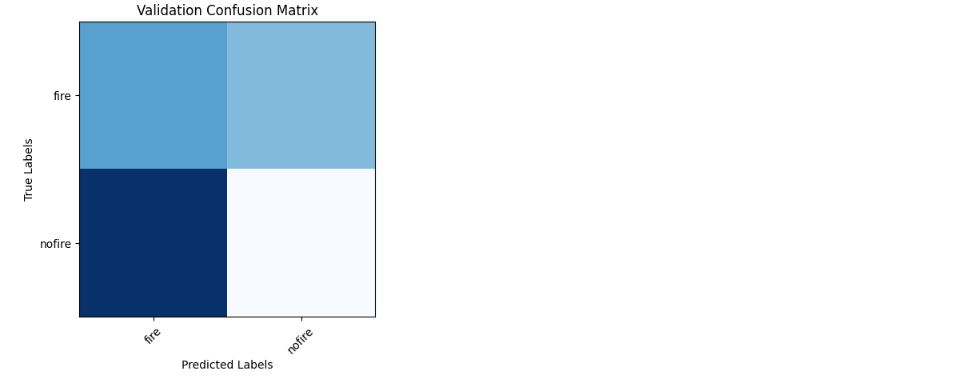 Validation Confusion Matrix
True Labels
fire
nofire
fire
nofire
Predicted Labels